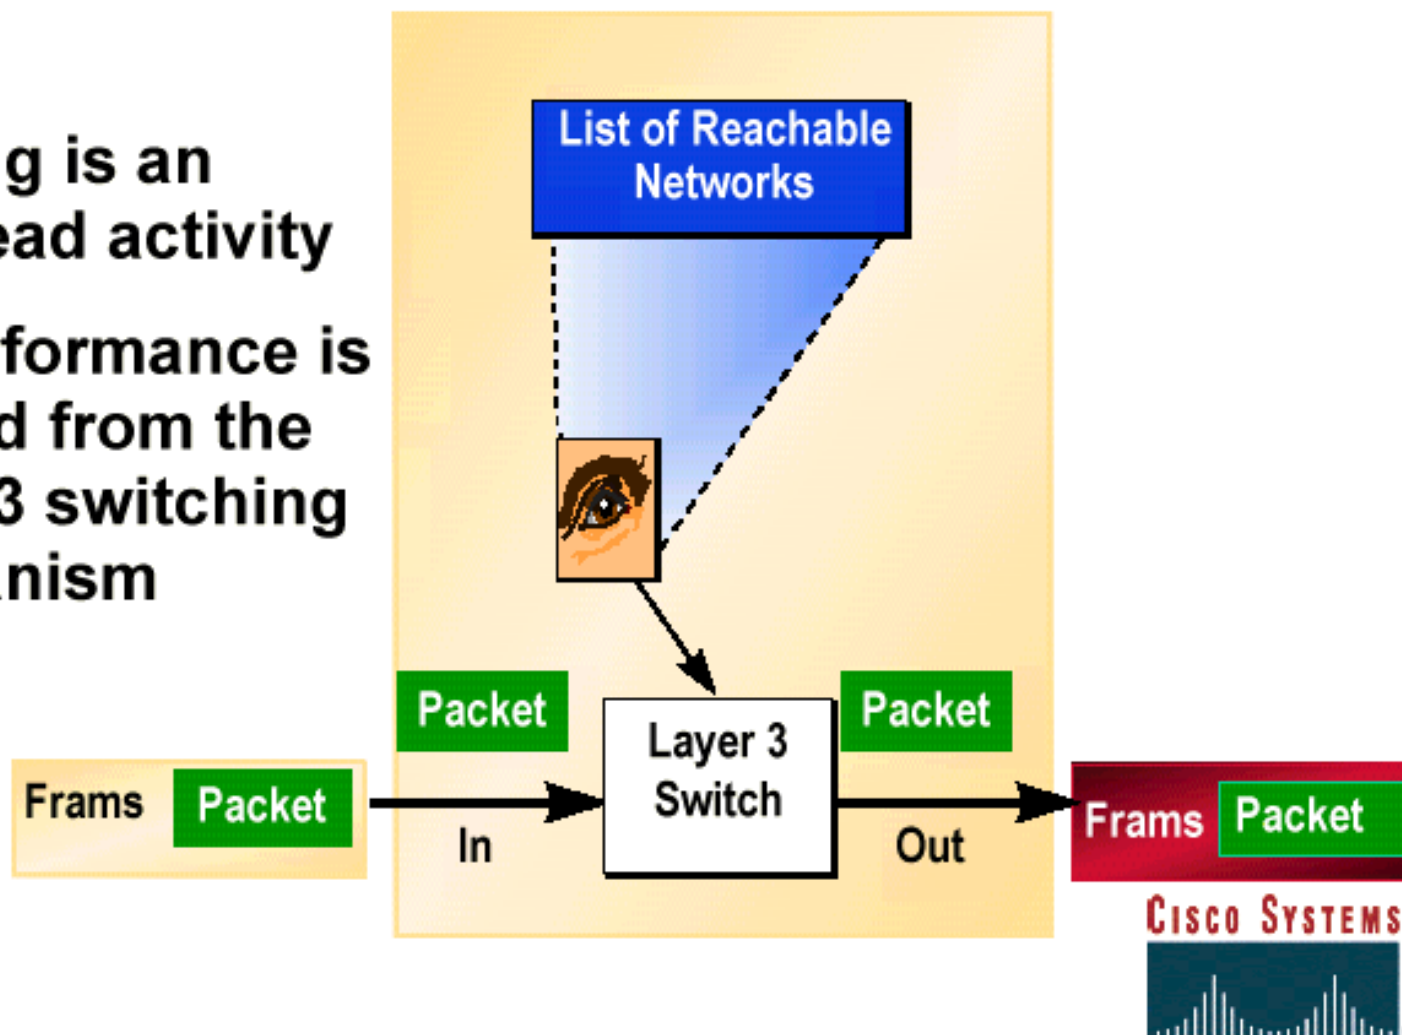 g is an
ead activity
formance is
d from the
3 switching
anism
List of Reachable
Networks
Packet
Layer 3
Switch
Packet
Frams Packet
In
Out
Frams Packet
CISCO SYSTEMS